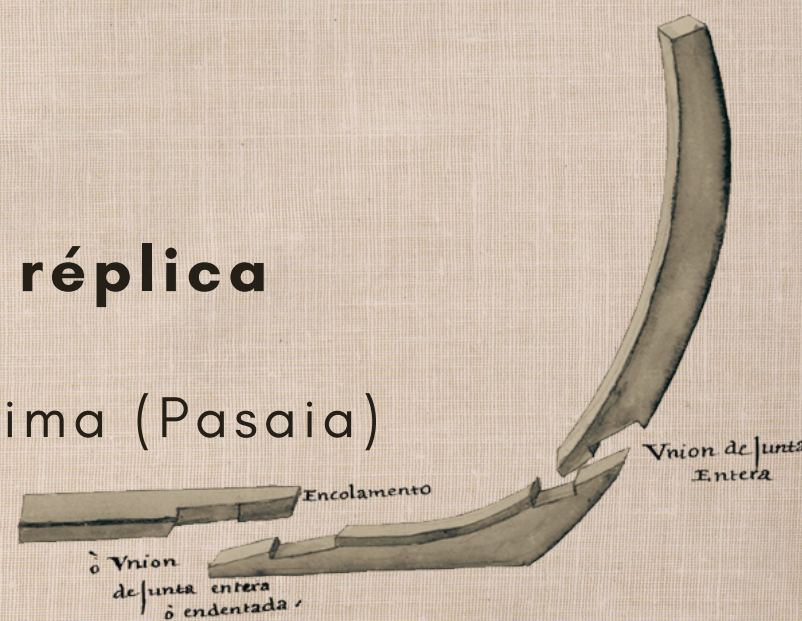 réplica
ima (Pasaia)
Vnion de Junta
Entera
Encolamento
ò Vnion
de Junta entera
ò endentada